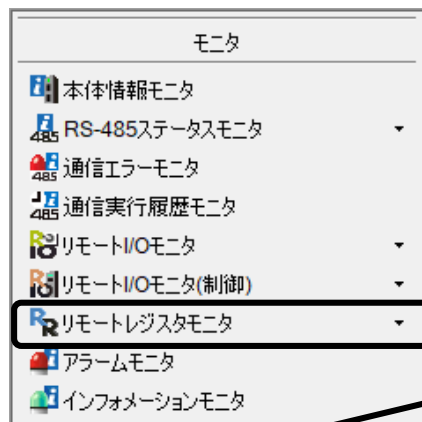 モニタ
本体情報モニタ
RS-485ステータスモニタ
通信エラーモニタ
通信実行履歴モニタ
リモートI/Oモニタ
リモートI/Oモニタ(制御)
リモートレジスタモニタ
アラームモニタ
インフォメーションモニタ